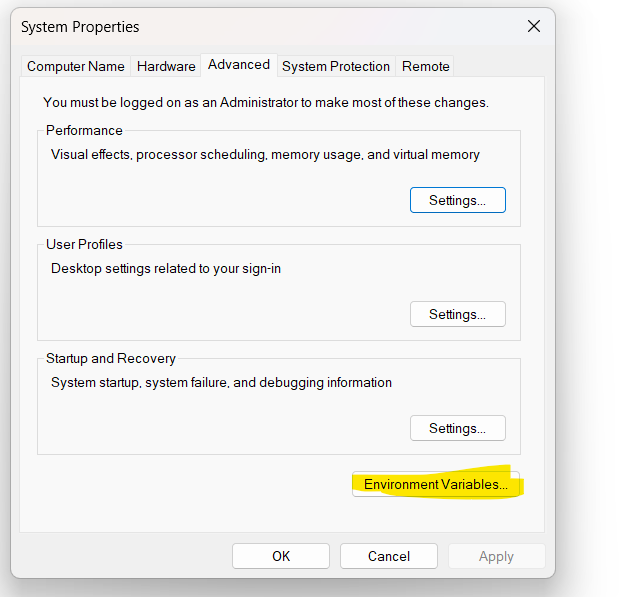 System Properties
Computer Name Hardware Advanced System Protection Remote
You must be logged on as an Administrator to make most of these changes.
Performance
Visual effects, processor scheduling, memory usage, and virtual memory
Settings...
User Profiles
Desktop settings related to your sign-in
Settings...
Startup and Recovery
System startup, system failure, and debugging information
Settings...
Environment Variables...
OK Cancel Apply